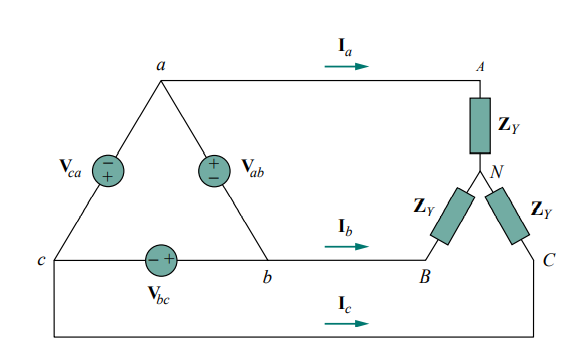 I_a
a
A
Z_Y
V_ca
− +
+ −
V_ab
N
Z_Y
Z_Y
I_b
c
− +
b
B
C
V_bc
I_c